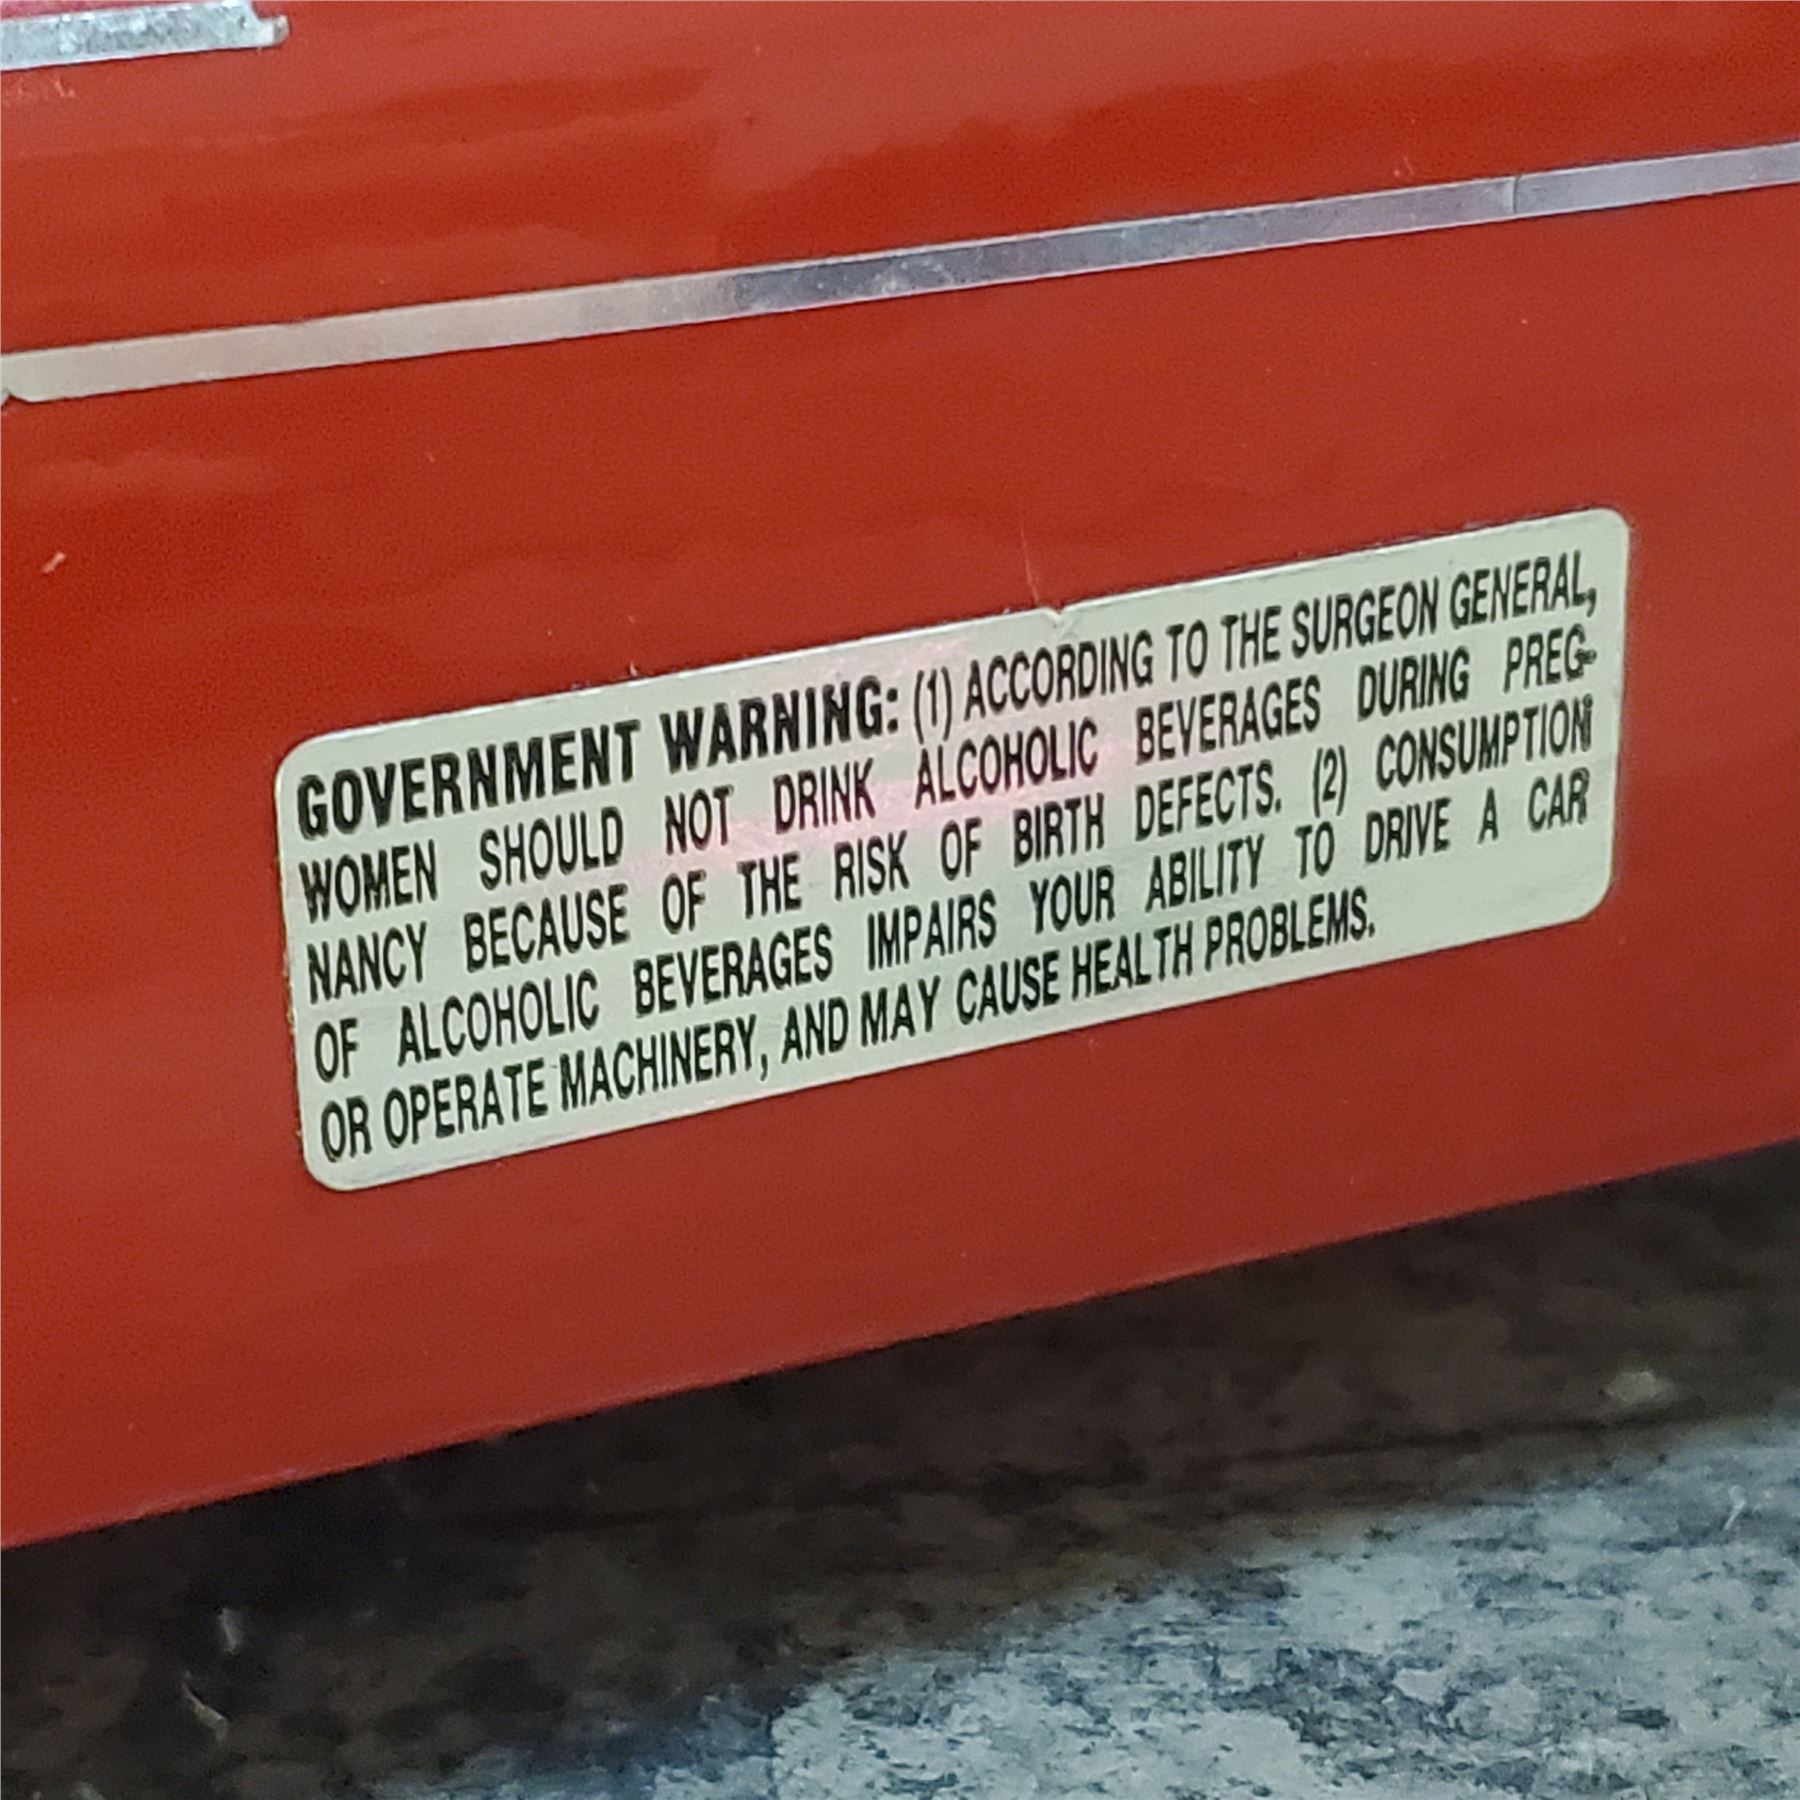 GOVERNMENT WARNING: (1) ACCORDING TO THE SURGEON GENERAL,
WOMEN SHOULD NOT DRINK ALCOHOLIC BEVERAGES DURING PREG-
NANCY BECAUSE OF THE RISK OF BIRTH DEFECTS. (2) CONSUMPTION
OF ALCOHOLIC BEVERAGES IMPAIRS YOUR ABILITY TO DRIVE A CAR
OR OPERATE MACHINERY, AND MAY CAUSE HEALTH PROBLEMS.